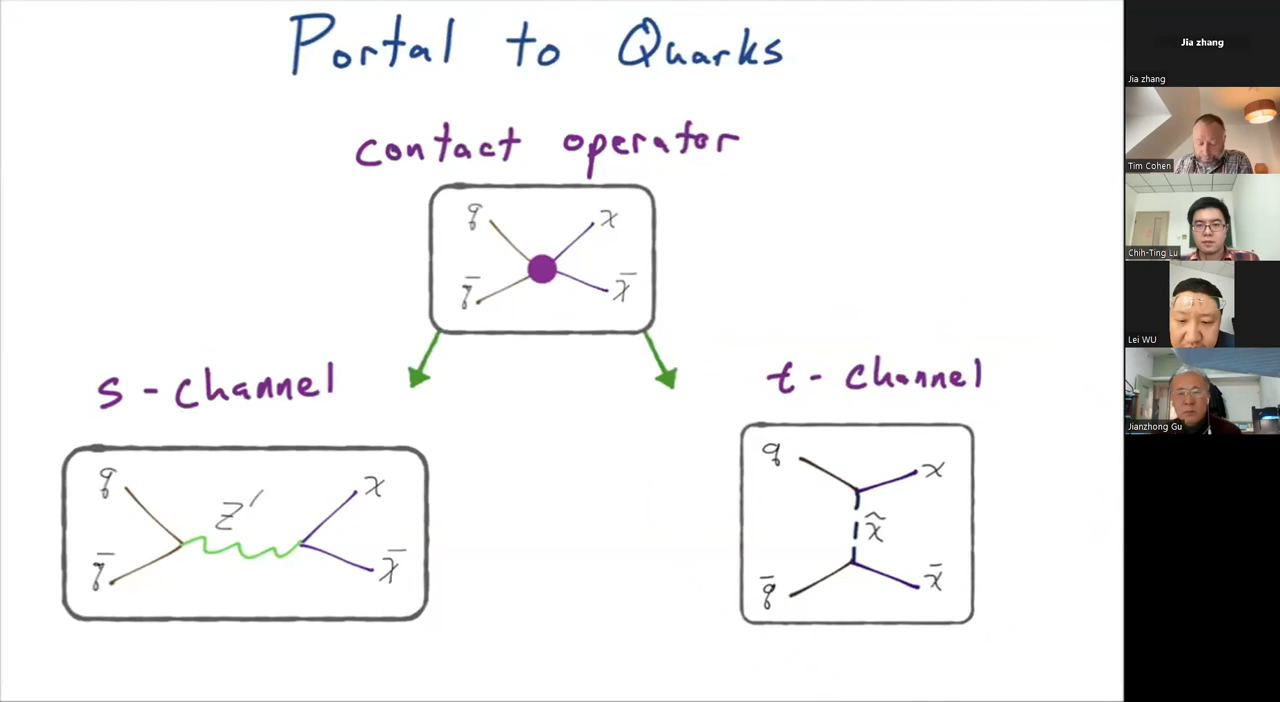 Portal to Quarks
contact operator
q χ
q̄ χ̄
s - channel
t - channel
q Z′ χ
q̄ χ̄
q χ
χ̃
q̄ χ̄
Jia zhang
Jia zhang
Tim Cohen
Chih-Ting Lu
Lei WU
Jianzhong Gu